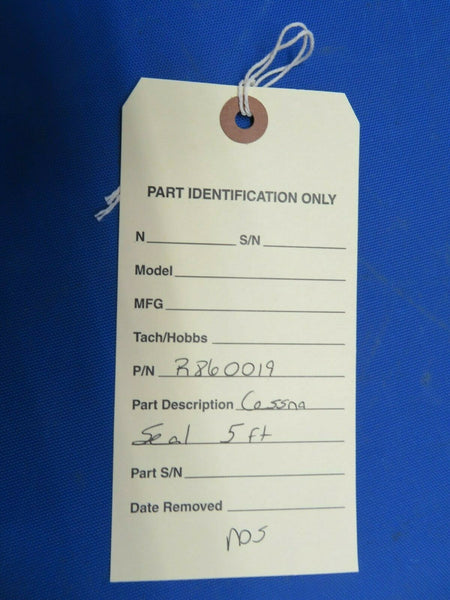 PART IDENTIFICATION ONLY
N S/N
Model
MFG
Tach/Hobbs
P/N R860019
Part Description Cessna
Seal 5 ft
Part S/N
Date Removed
NOS